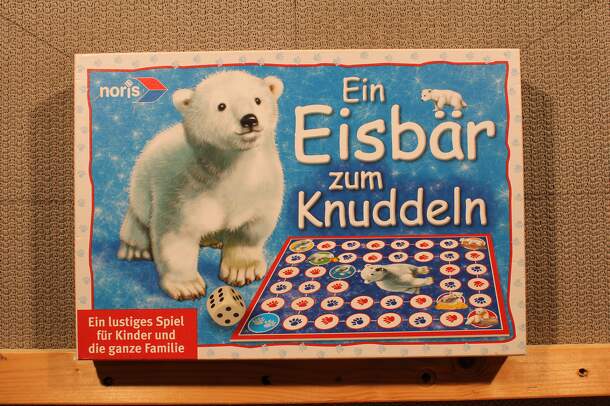 noris
Ein
Eisbär
zum
Knuddeln
Ein lustiges Spiel
für Kinder und
die ganze Familie